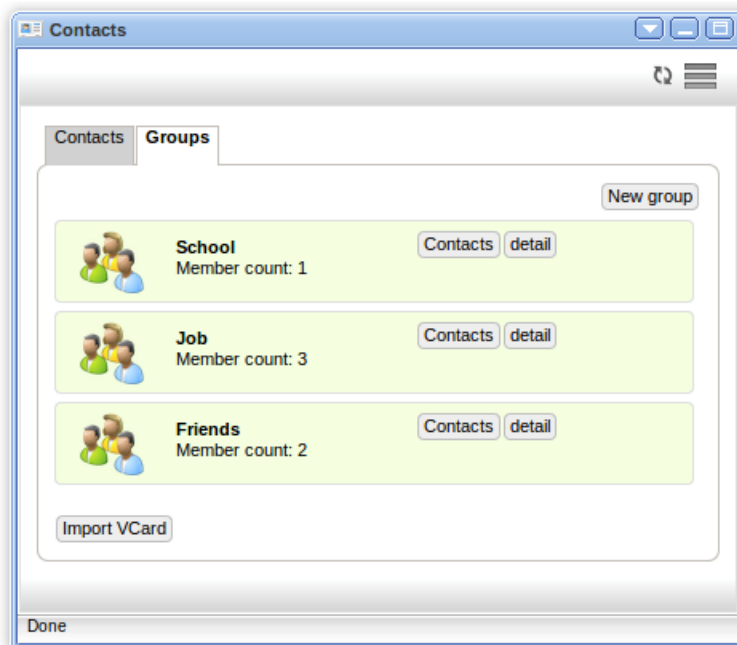 Contacts
Contacts Groups
New group
School
Contacts detail
Member count: 1
Job
Contacts detail
Member count: 3
Friends
Contacts detail
Member count: 2
Import VCard
Done